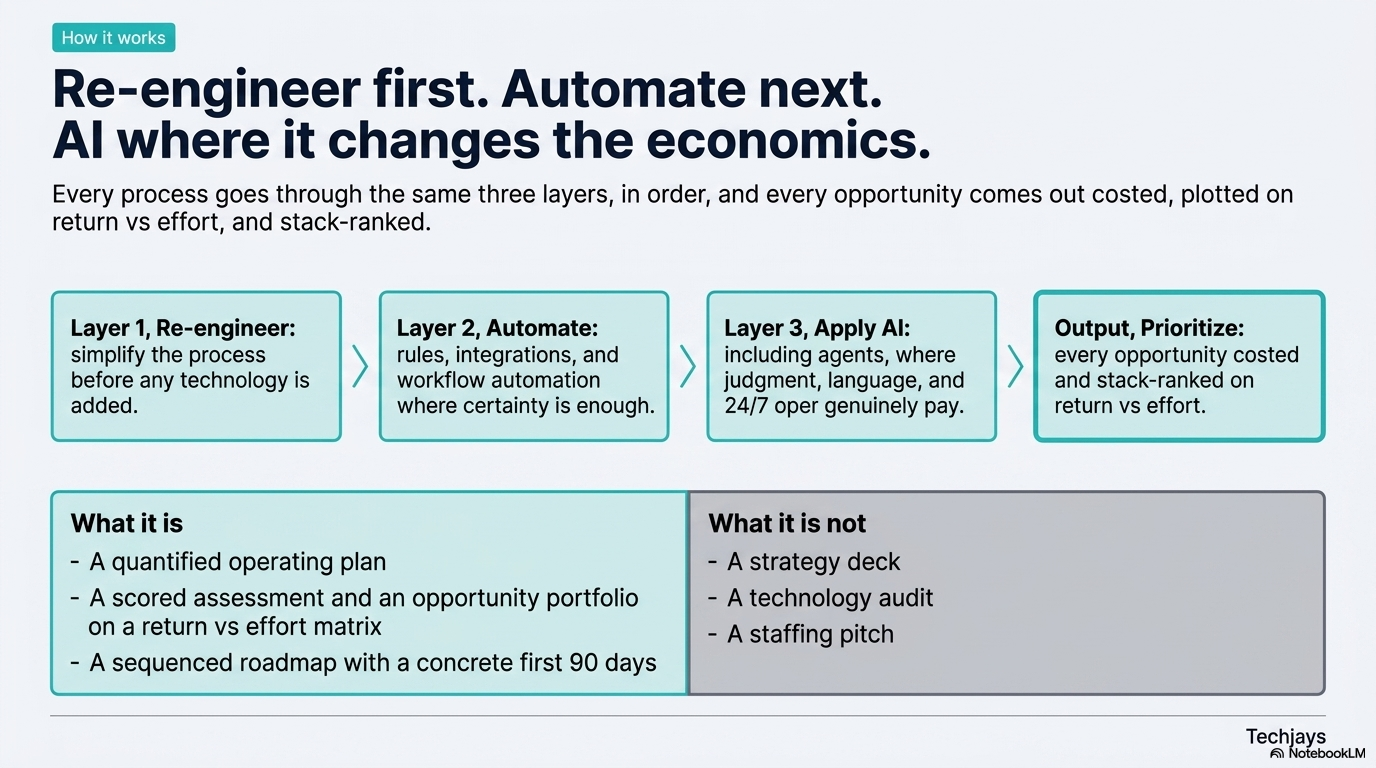 How it works
Re-engineer first. Automate next.
AI where it changes the economics.
Every process goes through the same three layers, in order, and every opportunity comes out costed, plotted on
return vs effort, and stack-ranked.
Layer 1, Re-engineer:
simplify the process
before any technology is
added.
Layer 2, Automate:
rules, integrations, and
workflow automation
where certainty is enough.
Layer 3, Apply AI:
including agents, where
judgment, language, and
24/7 oper genuinely pay.
Output, Prioritize:
every opportunity costed
and stack-ranked on
return vs effort.
What it is
- A quantified operating plan
- A scored assessment and an opportunity portfolio
on a return vs effort matrix
- A sequenced roadmap with a concrete first 90 days
What it is not
- A strategy deck
- A technology audit
- A staffing pitch
Techjays
NotebookLM